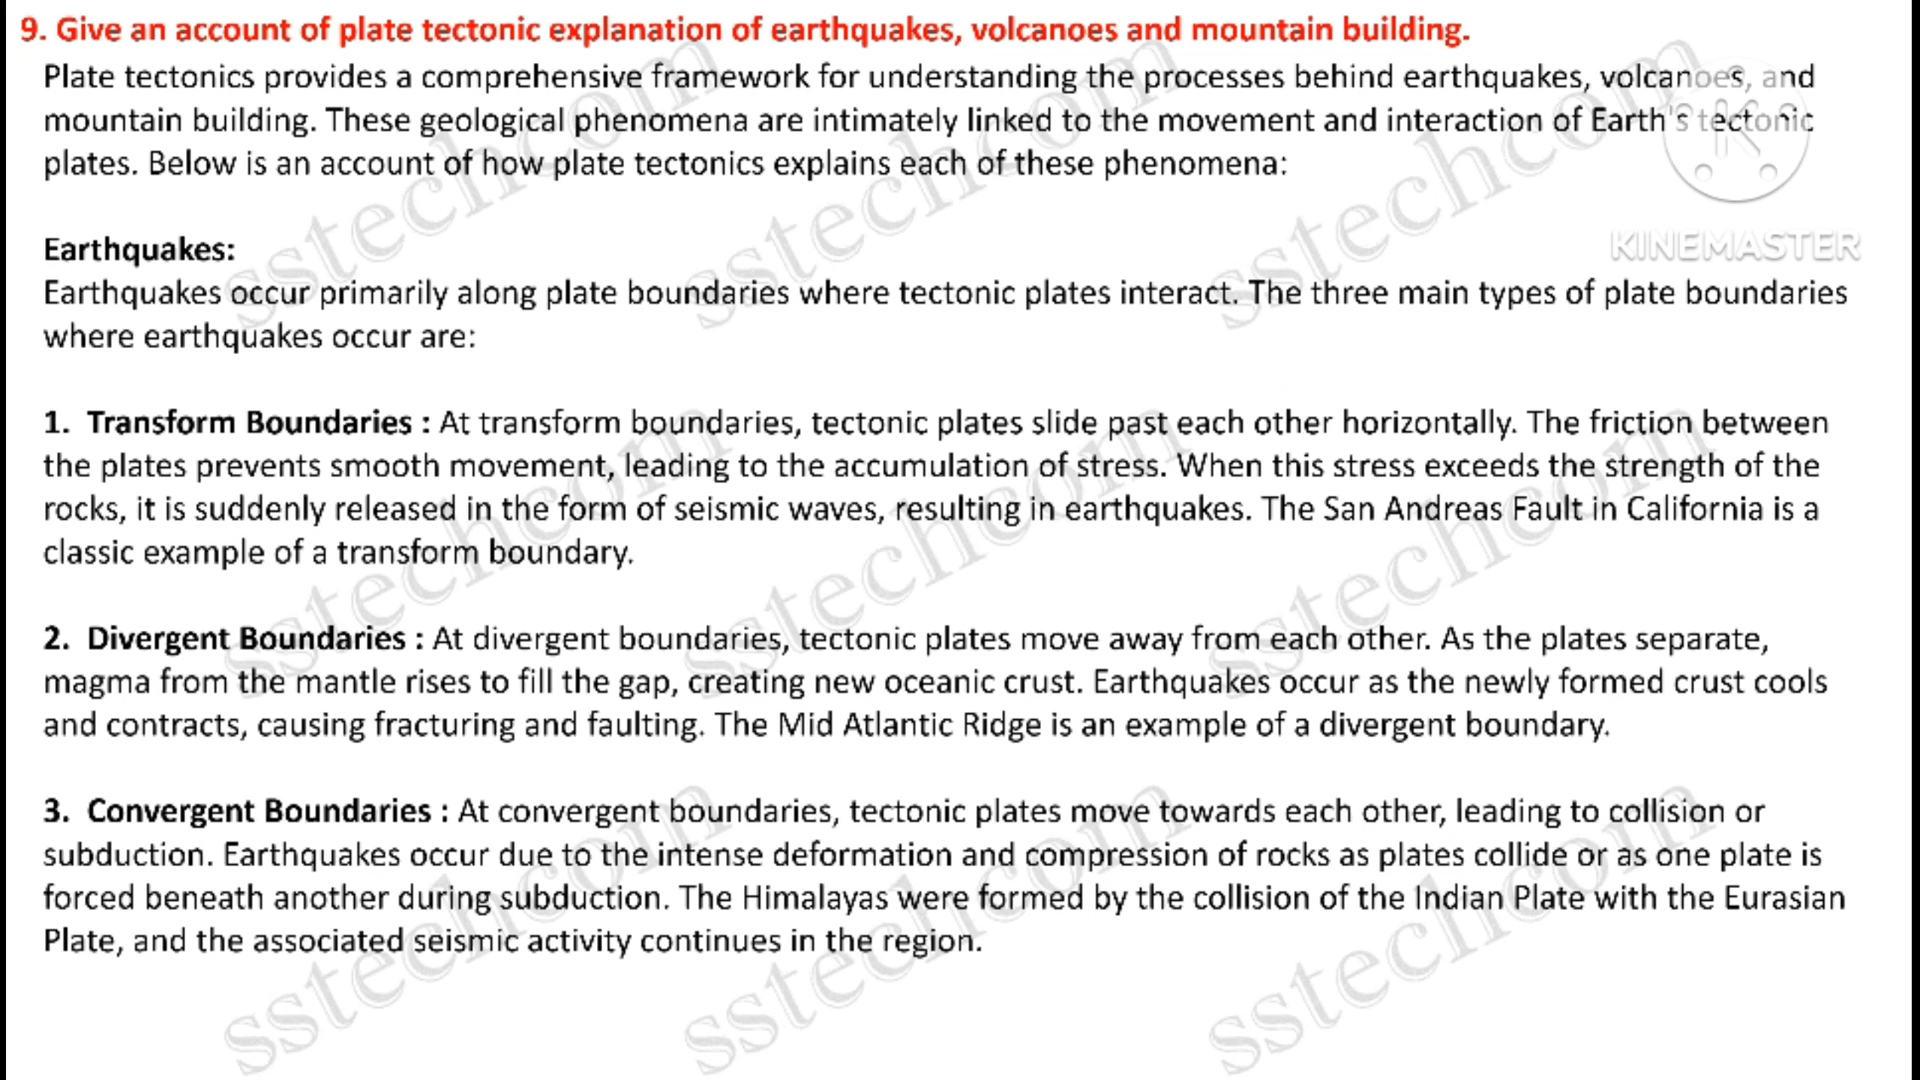 9. Give an account of plate tectonic explanation of earthquakes, volcanoes and mountain building.
Plate tectonics provides a comprehensive framework for understanding the processes behind earthquakes, volcanoes, and
mountain building. These geological phenomena are intimately linked to the movement and interaction of Earth's tectonic
plates. Below is an account of how plate tectonics explains each of these phenomena:
KINEMASTER
Earthquakes:
Earthquakes occur primarily along plate boundaries where tectonic plates interact. The three main types of plate boundaries
where earthquakes occur are:
1. Transform Boundaries : At transform boundaries, tectonic plates slide past each other horizontally. The friction between
the plates prevents smooth movement, leading to the accumulation of stress. When this stress exceeds the strength of the
rocks, it is suddenly released in the form of seismic waves, resulting in earthquakes. The San Andreas Fault in California is a
classic example of a transform boundary.
2. Divergent Boundaries : At divergent boundaries, tectonic plates move away from each other. As the plates separate,
magma from the mantle rises to fill the gap, creating new oceanic crust. Earthquakes occur as the newly formed crust cools
and contracts, causing fracturing and faulting. The Mid Atlantic Ridge is an example of a divergent boundary.
3. Convergent Boundaries : At convergent boundaries, tectonic plates move towards each other, leading to collision or
subduction. Earthquakes occur due to the intense deformation and compression of rocks as plates collide or as one plate is
forced beneath another during subduction. The Himalayas were formed by the collision of the Indian Plate with the Eurasian
Plate, and the associated seismic activity continues in the region.
sstechcom
sstechcom
sstechcom
sstechcom
sstechcom
sstechcom
sstechcom
sstechcom
sstechcom